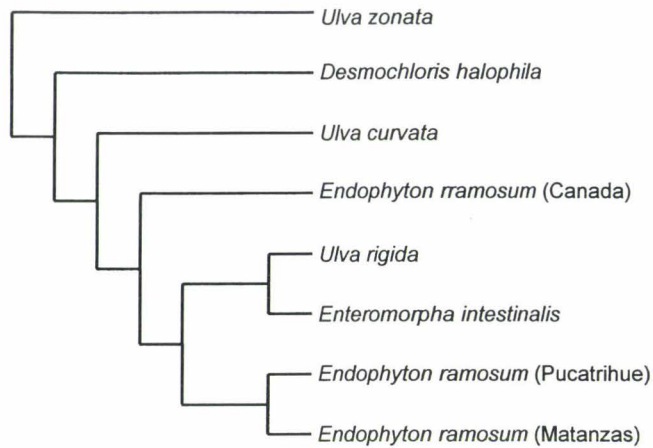 Ulva zonata
Desmochloris halophila
Ulva curvata
Endophyton rramosum (Canada)
Ulva rigida
Enteromorpha intestinalis
Endophyton ramosum (Pucatrihue)
Endophyton ramosum (Matanzas)